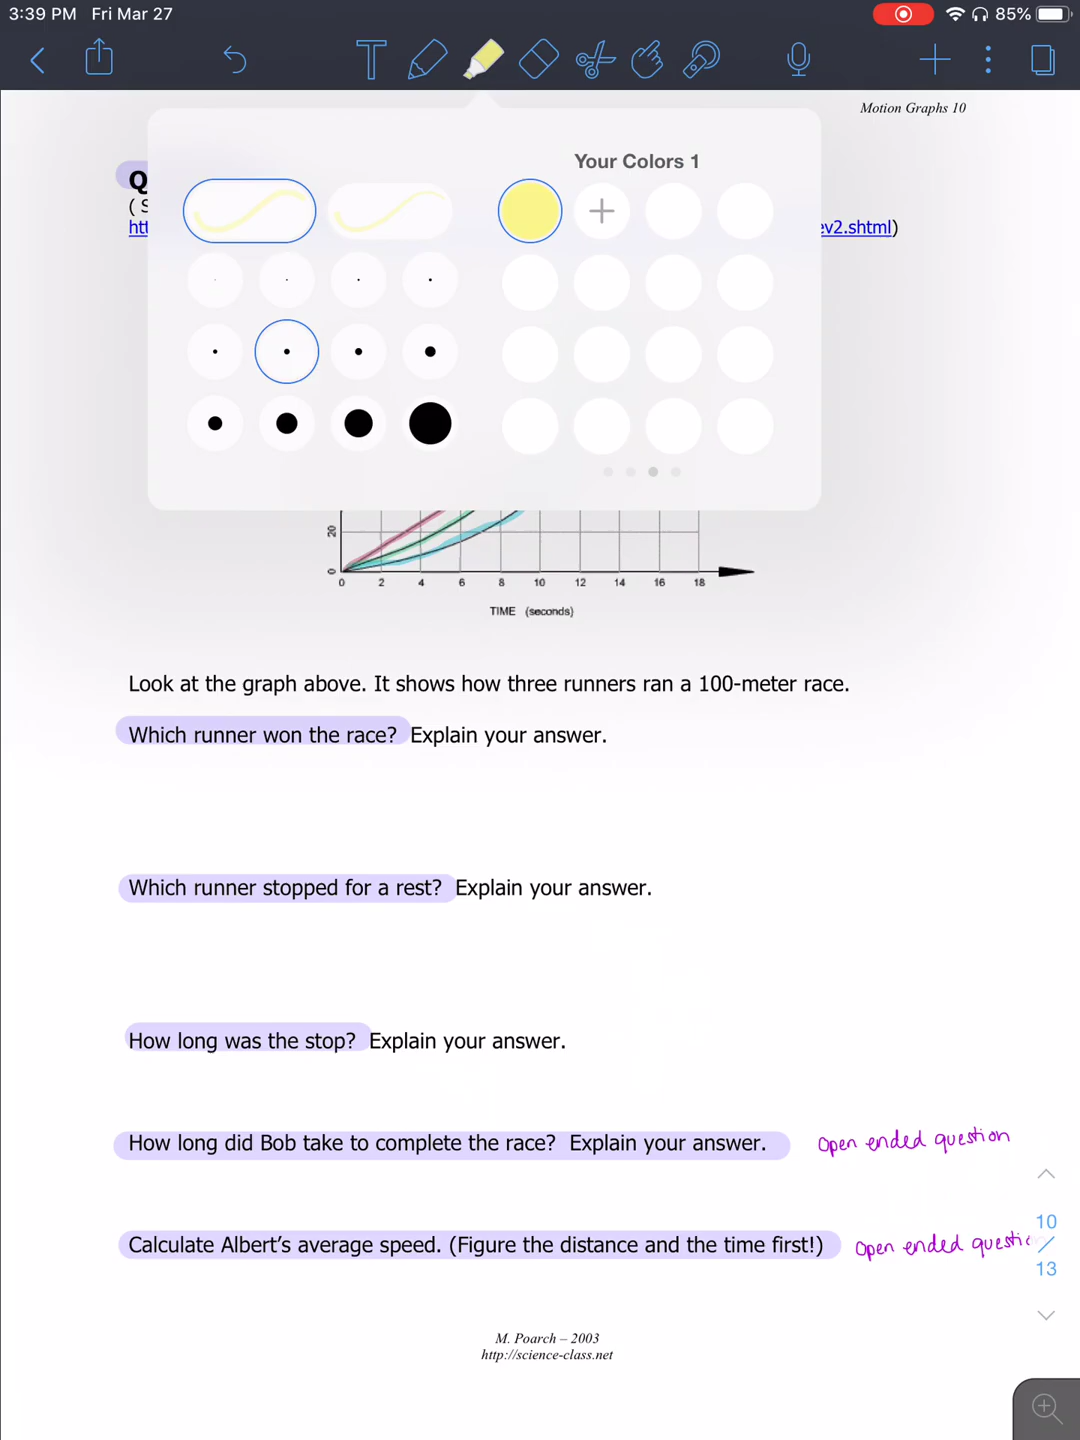 3:39 PM Fri Mar 27
85%
Motion Graphs 10
Your Colors 1
Q
( S
htt
ev2.shtml)
20
0
0 2 4 6 8 10 12 14 16 18
TIME (seconds)
Look at the graph above. It shows how three runners ran a 100-meter race.
Which runner won the race? Explain your answer.
Which runner stopped for a rest? Explain your answer.
How long was the stop? Explain your answer.
How long did Bob take to complete the race? Explain your answer.
Open ended question
Calculate Albert’s average speed. (Figure the distance and the time first!)
Open ended questio
10
/
13
M. Poarch – 2003
http://science-class.net